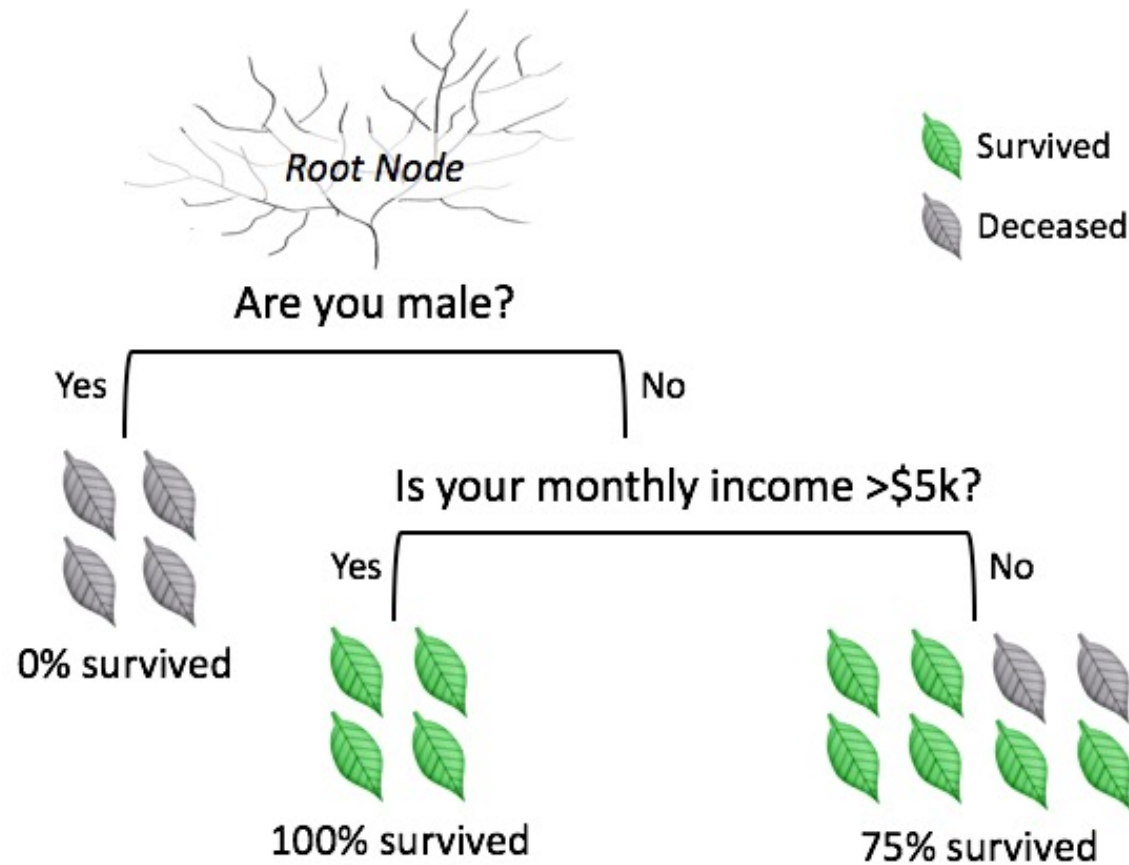 Root Node
Survived
Deceased
Are you male?
Yes
No
Is your monthly income >$5k?
Yes
No
0% survived
100% survived
75% survived